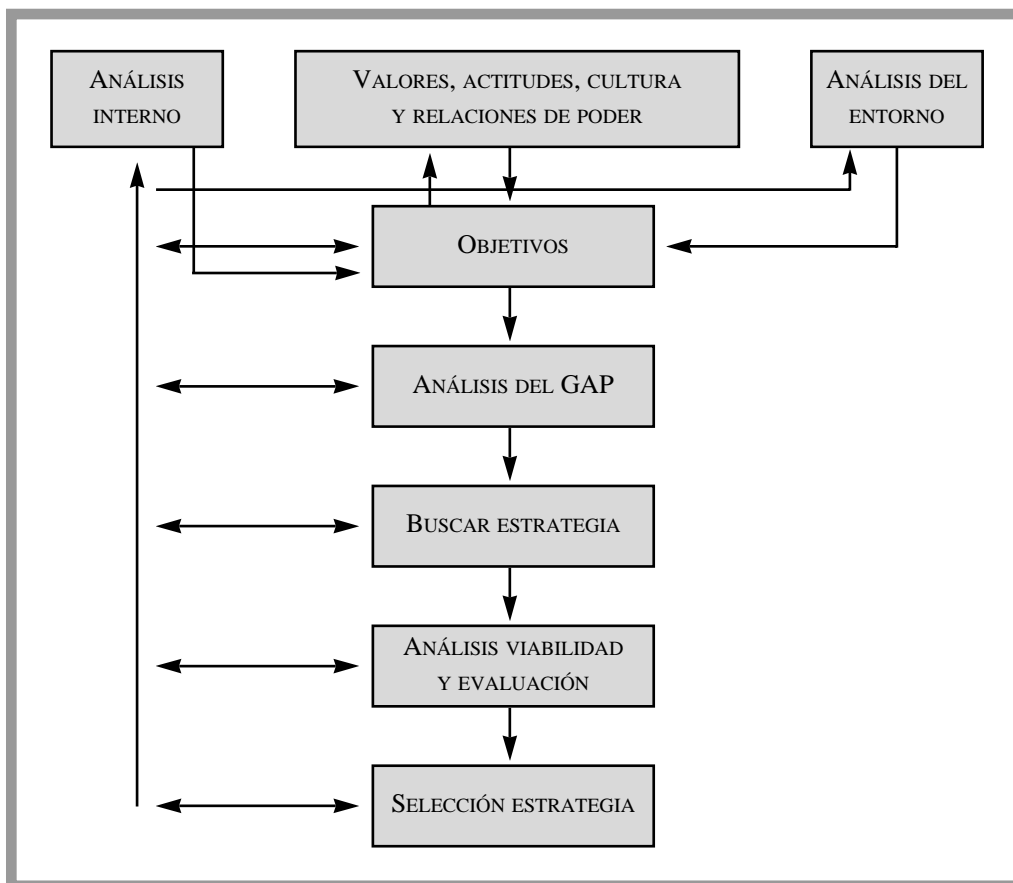 ANÁLISIS
INTERNO
VALORES, ACTITUDES, CULTURA
Y RELACIONES DE PODER
ANÁLISIS DEL
ENTORNO
OBJETIVOS
ANÁLISIS DEL GAP
BUSCAR ESTRATEGIA
ANÁLISIS VIABILIDAD
Y EVALUACIÓN
SELECCIÓN ESTRATEGIA